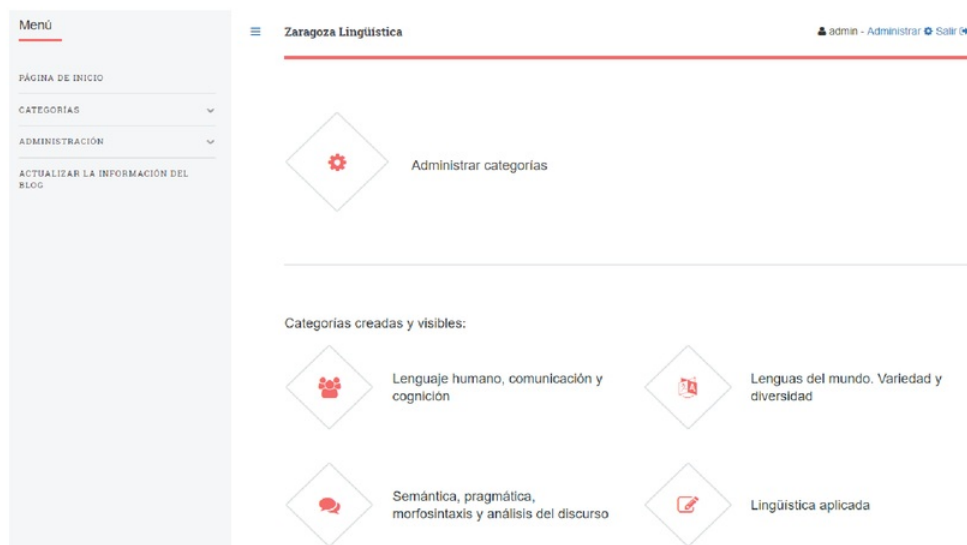 Menú
PÁGINA DE INICIO
CATEGORÍAS
ADMINISTRACIÓN
ACTUALIZAR LA INFORMACIÓN DEL
BLOG
Zaragoza Lingüística
admin - Administrar Salir
Administrar categorías
Categorías creadas y visibles:
Lenguaje humano, comunicación y
cognición
Lenguas del mundo. Variedad y
diversidad
Semántica, pragmática,
morfosintaxis y análisis del discurso
Lingüística aplicada